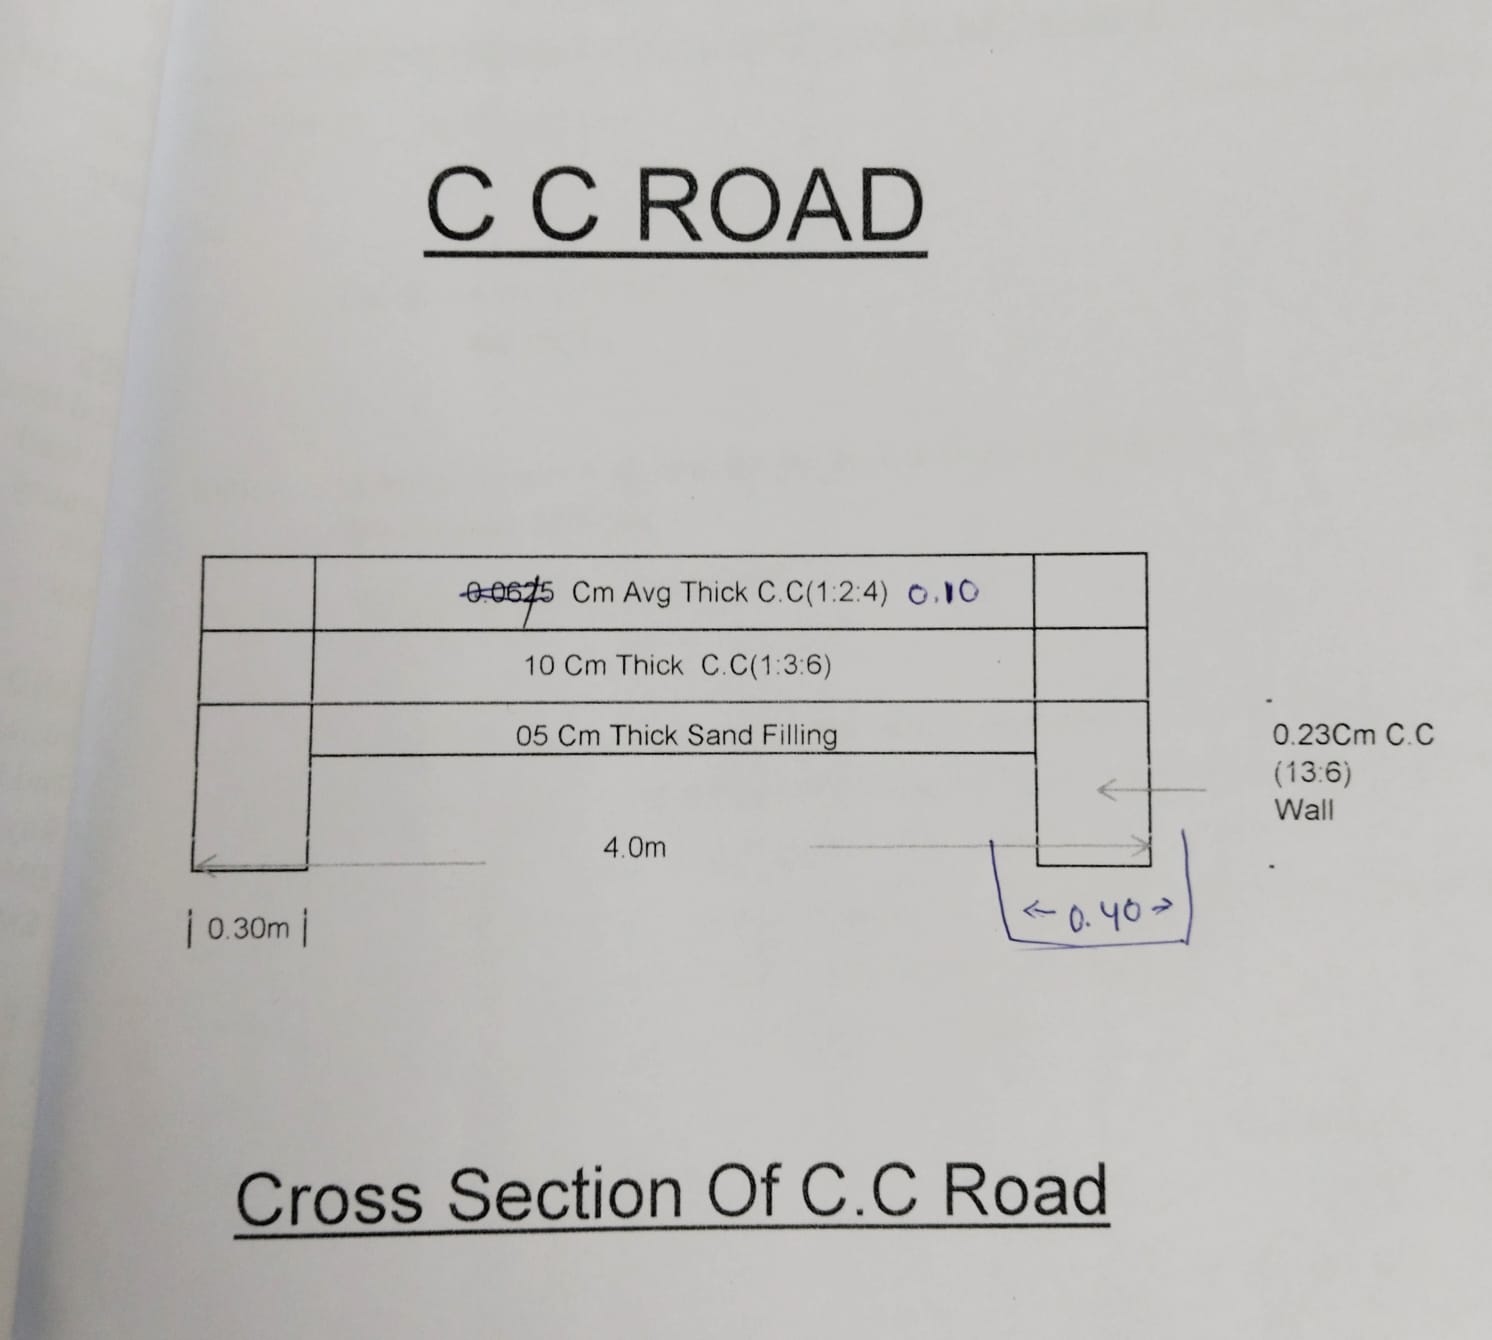 C C ROAD
0.0625 Cm Avg Thick C.C(1:2:4) 0.10
10 Cm Thick C.C(1:3:6)
05 Cm Thick Sand Filling
0.23Cm C.C
(13:6)
Wall
4.0m
0.30m
0.40
Cross Section Of C.C Road